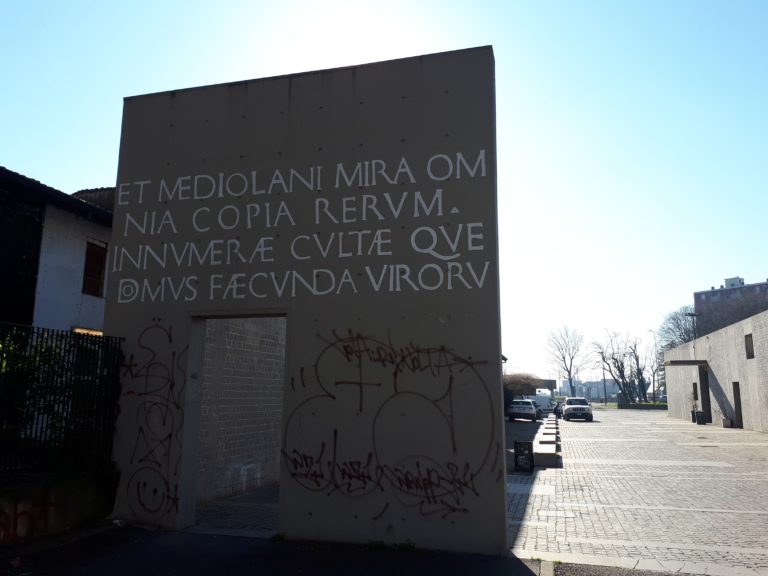 ET MEDIOLANI MIRA OM
NIA COPIA RERVM.
INNVMERÆ CVLTÆ QVE
DOMVS FÆCVNDA VIRORV